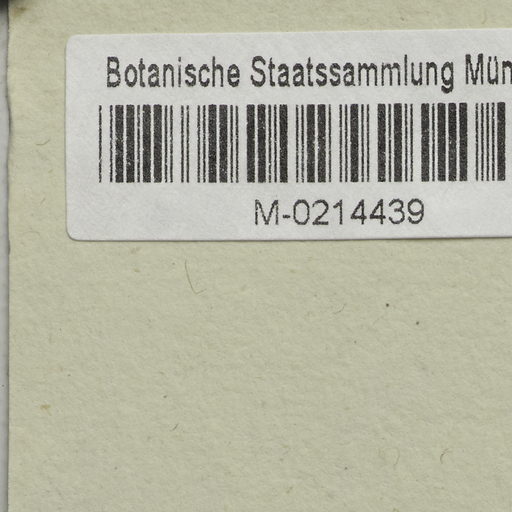 Botanische Staatssammlung Mün
M-0214439